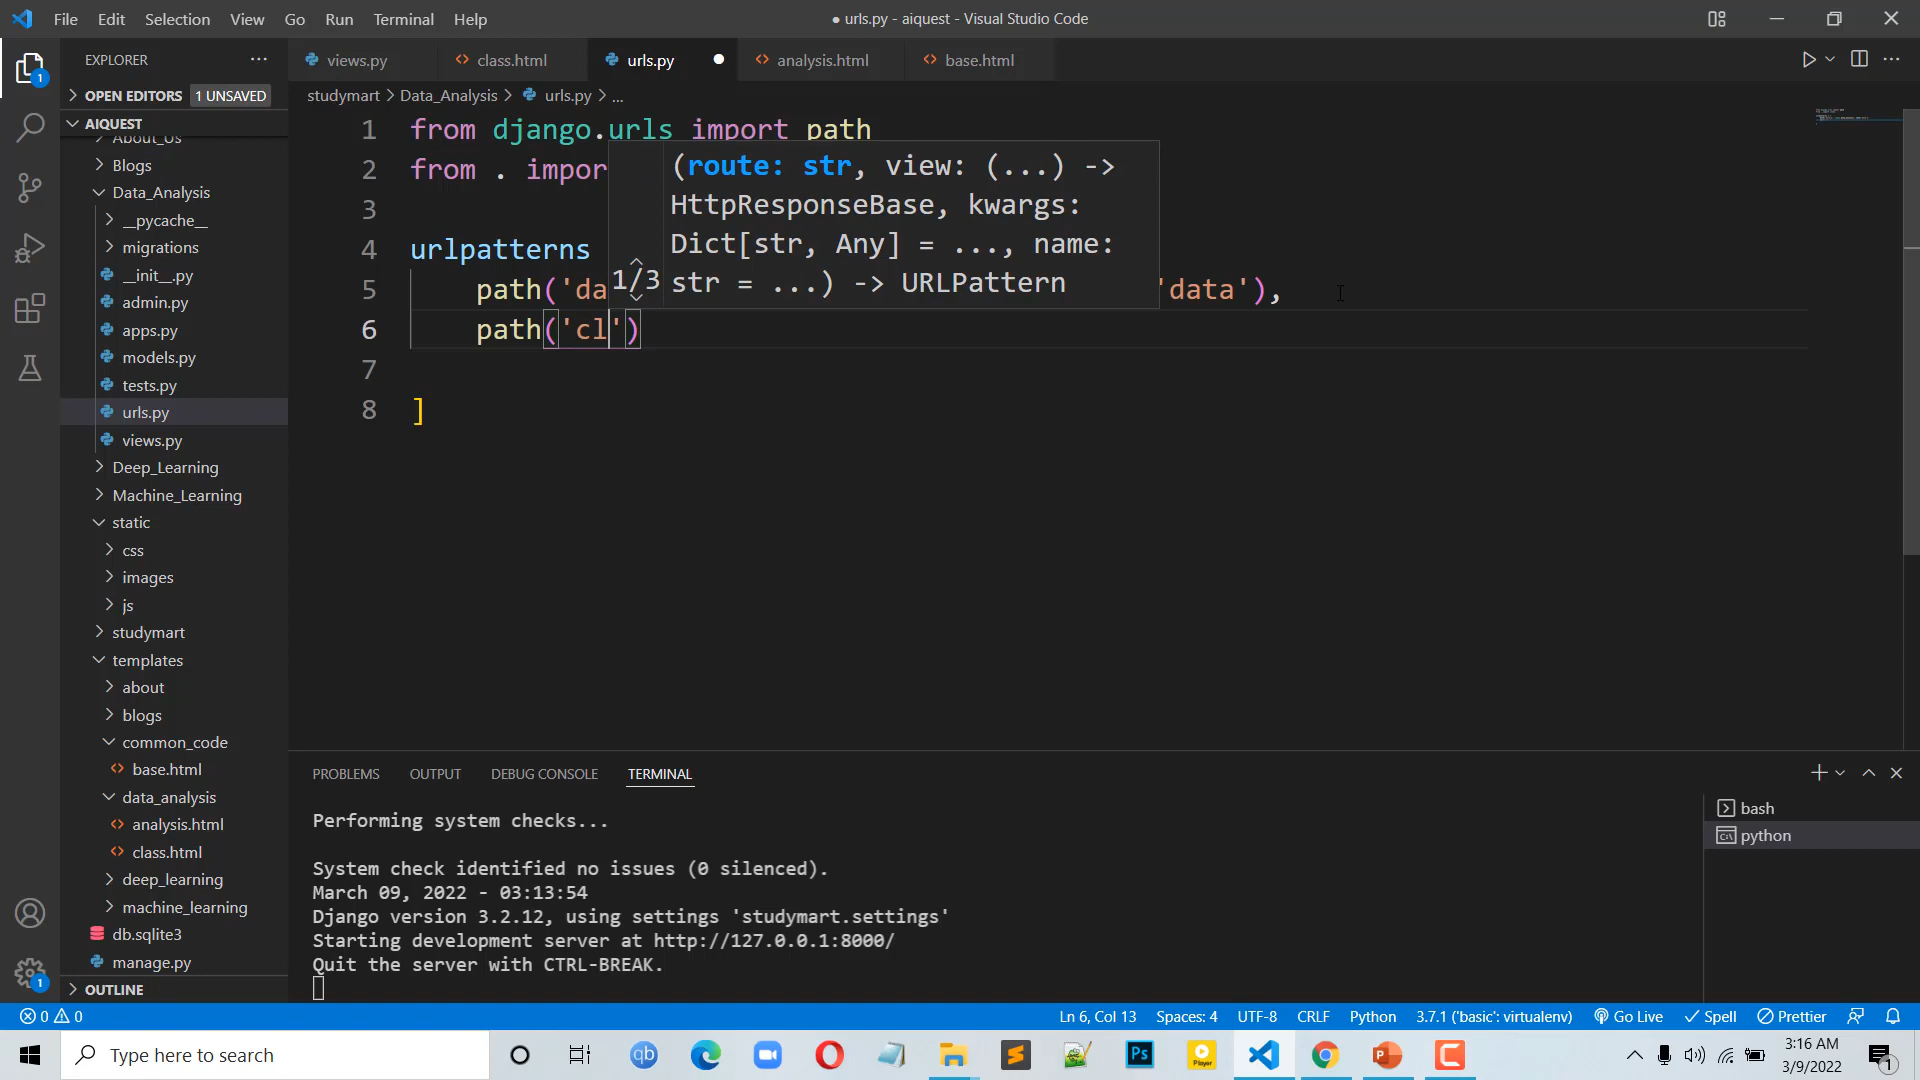 File Edit Selection View Go Run Terminal Help
● urls.py - aiquest - Visual Studio Code
EXPLORER
OPEN EDITORS 1 UNSAVED
AIQUEST
About_Us
Blogs
Data_Analysis
__pycache__
migrations
__init__.py
admin.py
apps.py
models.py
tests.py
urls.py
views.py
Deep_Learning
Machine_Learning
static
css
images
js
studymart
templates
about
blogs
common_code
base.html
data_analysis
analysis.html
class.html
deep_learning
machine_learning
db.sqlite3
manage.py
OUTLINE
views.py class.html urls.py analysis.html base.html
studymart > Data_Analysis > urls.py > ...
1 from django.urls import path
2 from . impor
3
4 urlpatterns
5 path('da 'data'),
6 path('cl')
7
8 ]
(route: str, view: (...) ->
HttpResponseBase, kwargs:
Dict[str, Any] = ..., name:
1/3 str = ...) -> URLPattern
PROBLEMS OUTPUT DEBUG CONSOLE TERMINAL
Performing system checks...
System check identified no issues (0 silenced).
March 09, 2022 - 03:13:54
Django version 3.2.12, using settings 'studymart.settings'
Starting development server at http://127.0.0.1:8000/
Quit the server with CTRL-BREAK.
bash
python
0 0 Ln 6, Col 13 Spaces: 4 UTF-8 CRLF Python 3.7.1 ('basic': virtualenv) Go Live Spell Prettier
Type here to search
3:16 AM
3/9/2022